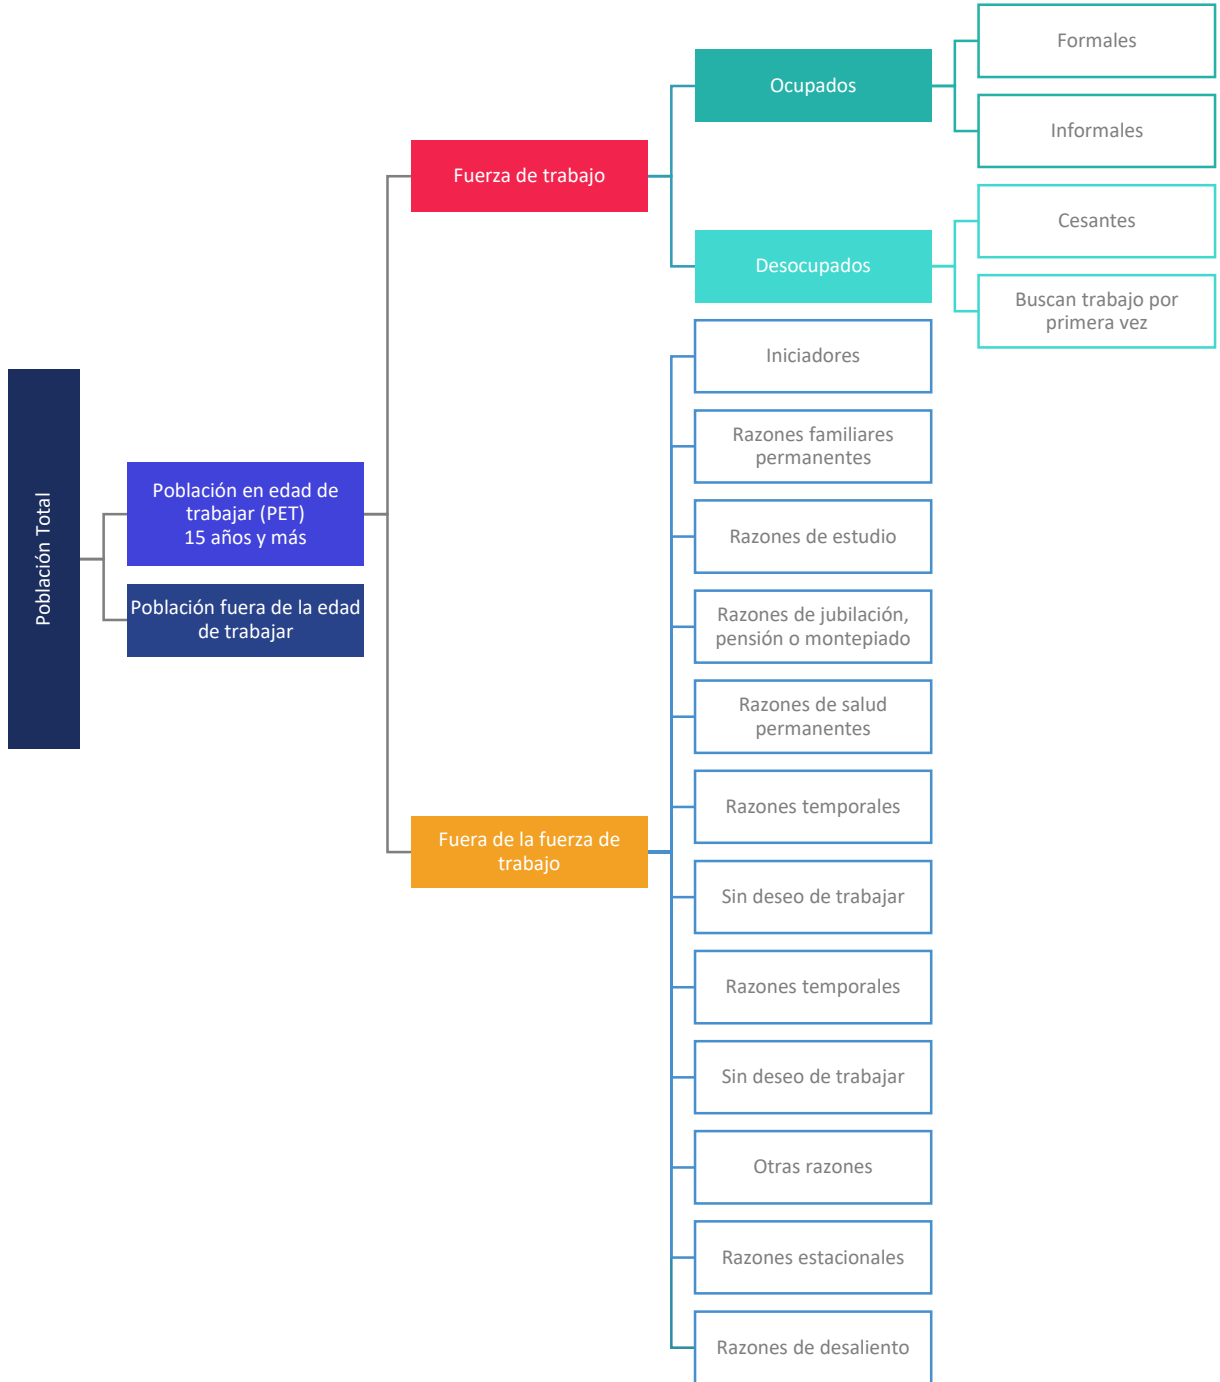 Población Total
Población en edad de
trabajar (PET)
15 años y más
Población fuera de la edad
de trabajar
Fuerza de trabajo
Ocupados
Formales
Informales
Desocupados
Cesantes
Buscan trabajo por
primera vez
Fuera de la fuerza de
trabajo
Iniciadores
Razones familiares
permanentes
Razones de estudio
Razones de jubilación,
pensión o montepiado
Razones de salud
permanentes
Razones temporales
Sin deseo de trabajar
Razones temporales
Sin deseo de trabajar
Otras razones
Razones estacionales
Razones de desaliento